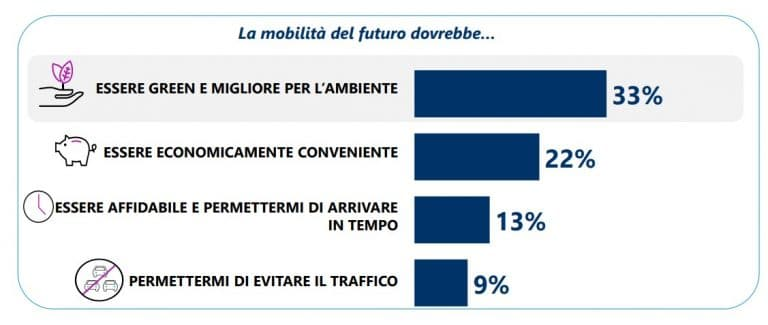 La mobilità del futuro dovrebbe...
ESSERE GREEN E MIGLIORE PER L’AMBIENTE
33%
ESSERE ECONOMICAMENTE CONVENIENTE
22%
ESSERE AFFIDABILE E PERMETTERMI DI ARRIVARE
IN TEMPO
13%
PERMETTERMI DI EVITARE IL TRAFFICO
9%